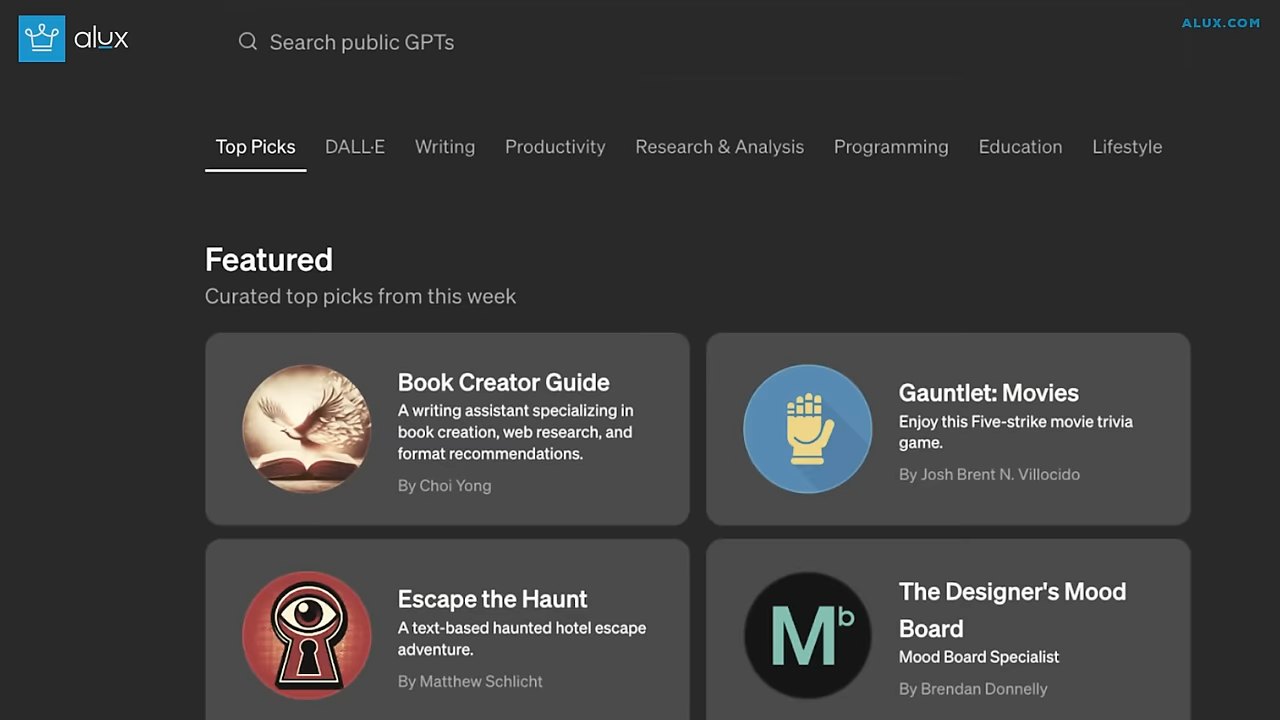 alux
Search public GPTs
ALUX.COM
Top Picks DALL·E Writing Productivity Research & Analysis Programming Education Lifestyle
Featured
Curated top picks from this week
Book Creator Guide
A writing assistant specializing in
book creation, web research, and
format recommendations.
By Choi Yong
Gauntlet: Movies
Enjoy this Five-strike movie trivia
game.
By Josh Brent N. Villocido
Escape the Haunt
A text-based haunted hotel escape
adventure.
By Matthew Schlicht
Mb
The Designer's Mood
Board
Mood Board Specialist
By Brendan Donnelly